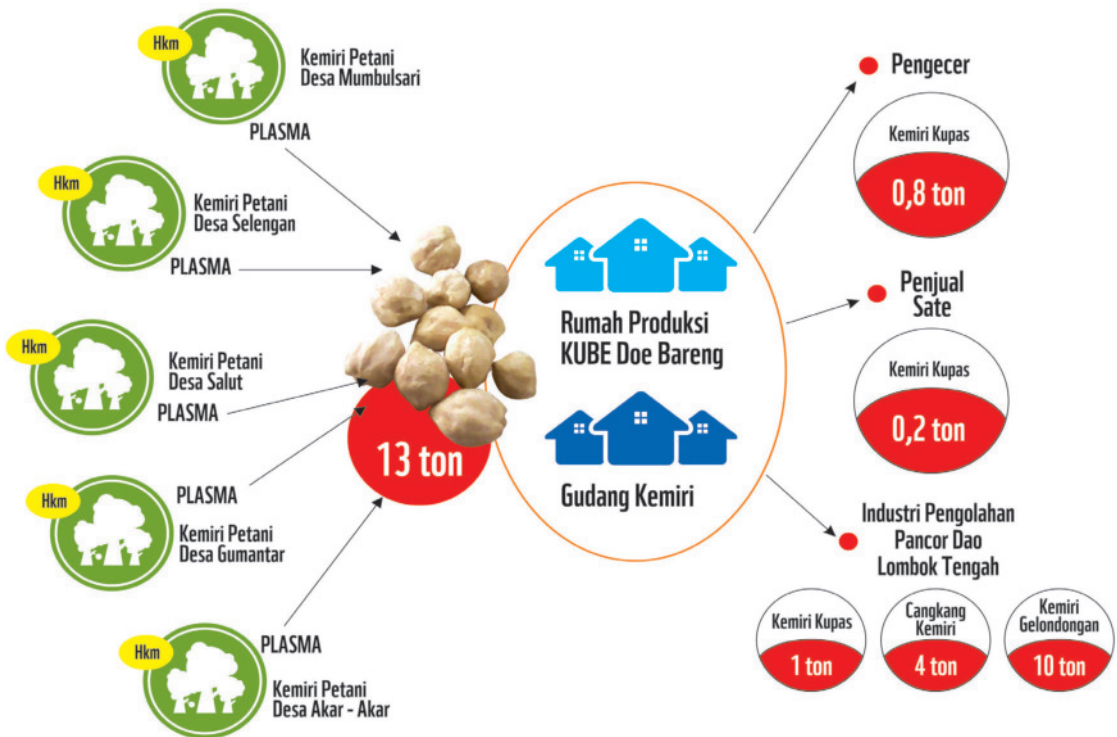 Hkm
Kemiri Petani
Desa Mumbulsari
PLASMA
Hkm
Kemiri Petani
Desa Selengan
PLASMA
Hkm
Kemiri Petani
Desa Salut
PLASMA
Hkm
PLASMA
Kemiri Petani
Desa Gumantar
Hkm
PLASMA
Kemiri Petani
Desa Akar - Akar
13 ton
Rumah Produksi
KUBE Doe Bareng
Gudang Kemiri
Pengecer
Kemiri Kupas
0,8 ton
Penjual
Sate
Kemiri Kupas
0,2 ton
Industri Pengolahan
Pancor Dao
Lombok Tengah
Kemiri Kupas
1 ton
Cangkang
Kemiri
4 ton
Kemiri
Gelondongan
10 ton